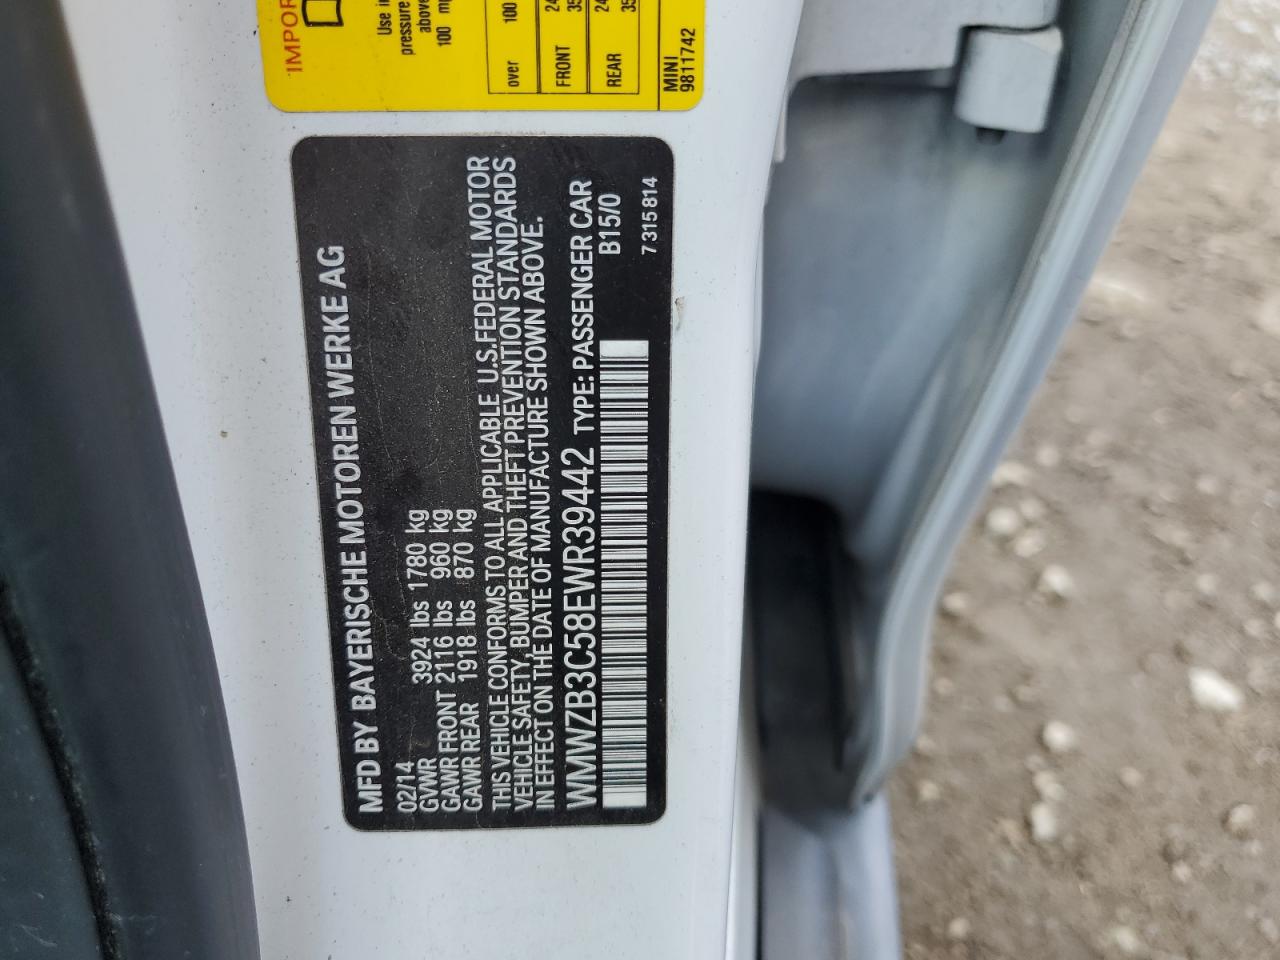 MFD BY BAYERISCHE MOTOREN WERKE AG
02/14
GVWR 3924 lbs 1780 kg
GAWR FRONT 2116 lbs 960 kg
GAWR REAR 1918 lbs 870 kg
THIS VEHICLE CONFORMS TO ALL APPLICABLE U.S.FEDERAL MOTOR
VEHICLE SAFETY, BUMPER AND THEFT PREVENTION STANDARDS
IN EFFECT ON THE DATE OF MANUFACTURE SHOWN ABOVE.
WMWZB3C58EWR39442 TYPE: PASSENGER CAR
B15/0
7 315 814
Use in
pressure
above
100 mp
over 100
FRONT
REAR
MINI
9811742